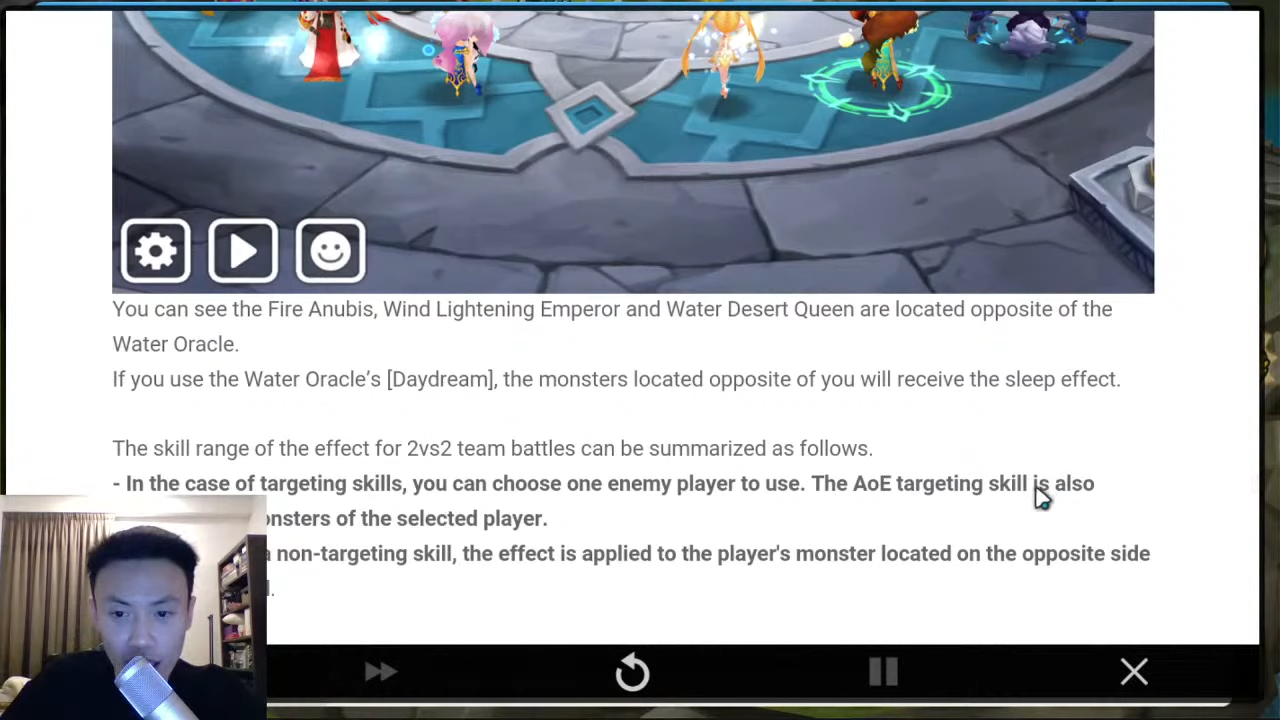 You can see the Fire Anubis, Wind Lightening Emperor and Water Desert Queen are located opposite of the
Water Oracle.
If you use the Water Oracle’s [Daydream], the monsters located opposite of you will receive the sleep effect.
The skill range of the effect for 2vs2 team battles can be summarized as follows.
- In the case of targeting skills, you can choose one enemy player to use. The AoE targeting skill is also
onsters of the selected player.
a non-targeting skill, the effect is applied to the player's monster located on the opposite side